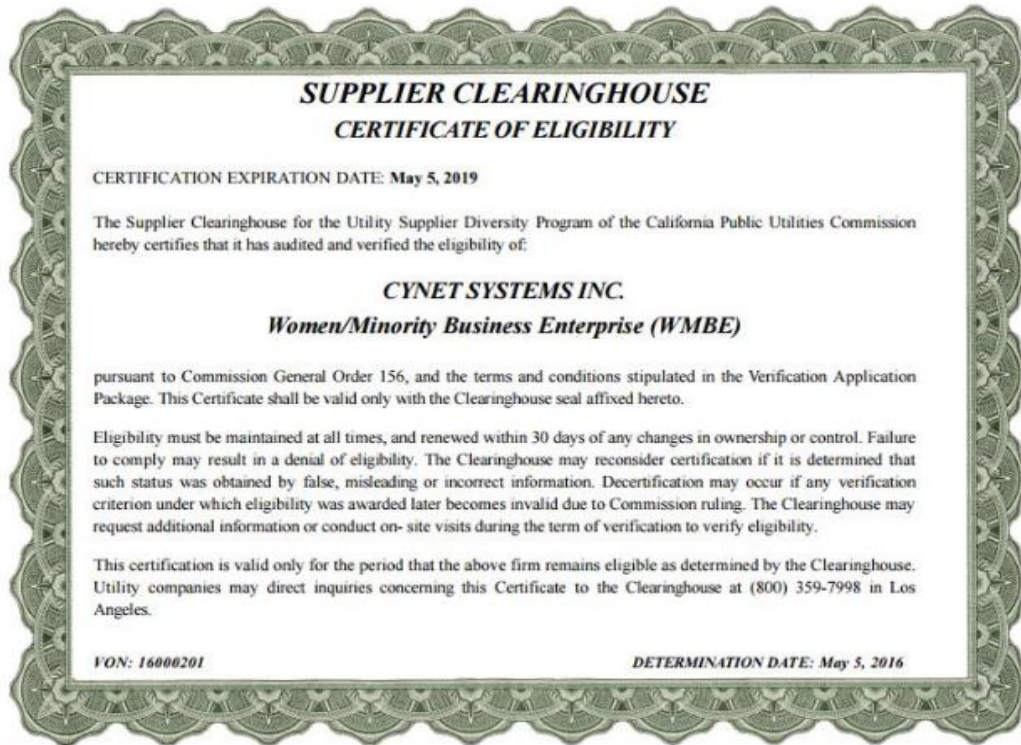 SUPPLIER CLEARINGHOUSE
CERTIFICATE OF ELIGIBILITY
CERTIFICATION EXPIRATION DATE: May 5, 2019
The Supplier Clearinghouse for the Utility Supplier Diversity Program of the California Public Utilities Commission
hereby certifies that it has audited and verified the eligibility of:
CYNET SYSTEMS INC.
Women/Minority Business Enterprise (WMBE)
pursuant to Commission General Order 156, and the terms and conditions stipulated in the Verification Application
Package. This Certificate shall be valid only with the Clearinghouse seal affixed hereto.
Eligibility must be maintained at all times, and renewed within 30 days of any changes in ownership or control. Failure
to comply may result in a denial of eligibility. The Clearinghouse may reconsider certification if it is determined that
such status was obtained by false, misleading or incorrect information. Decertification may occur if any verification
criterion under which eligibility was awarded later becomes invalid due to Commission ruling. The Clearinghouse may
request additional information or conduct on- site visits during the term of verification to verify eligibility.
This certification is valid only for the period that the above firm remains eligible as determined by the Clearinghouse.
Utility companies may direct inquiries concerning this Certificate to the Clearinghouse at (800) 359-7998 in Los
Angeles.
VON: 16000201
DETERMINATION DATE: May 5, 2016